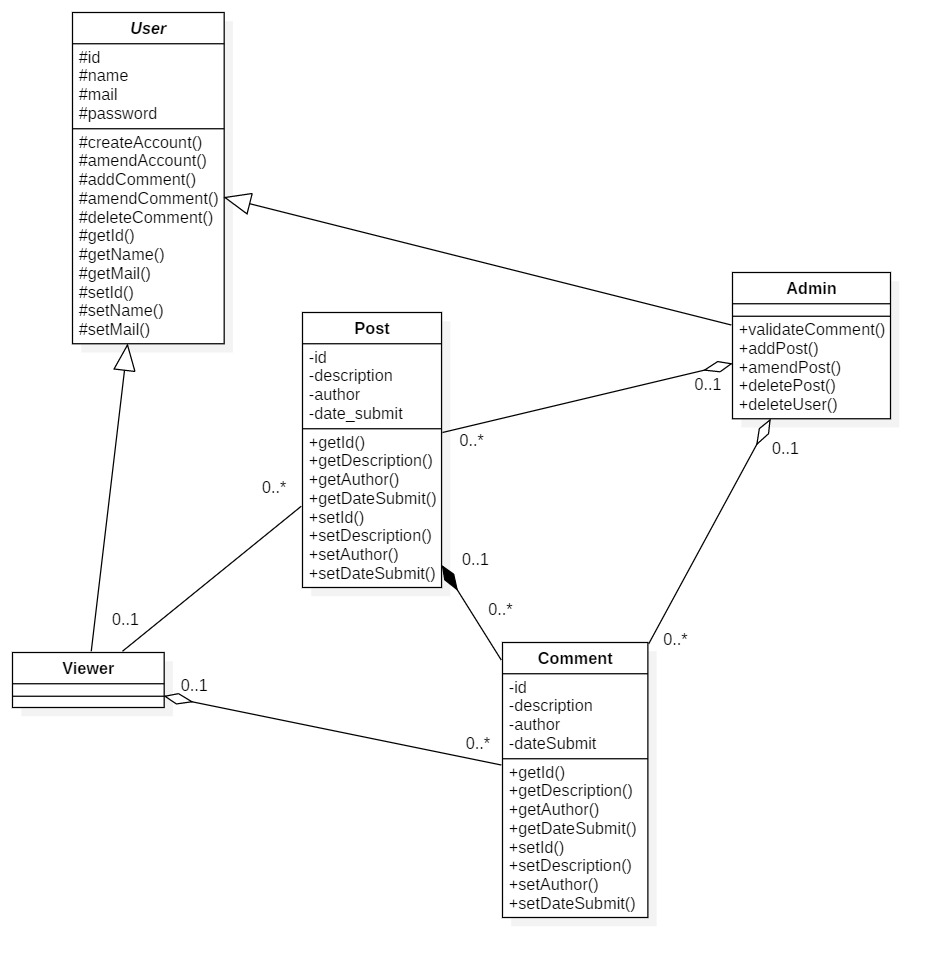 User
#id
#name
#mail
#password
#createAccount()
#amendAccount()
#addComment()
#amendComment()
#deleteComment()
#getId()
#getName()
#getMail()
#setId()
#setName()
#setMail()
Admin
+validateComment()
+addPost()
+amendPost()
+deletePost()
+deleteUser()
Post
-id
-description
-author
-date_submit
+getId()
+getDescription()
+getAuthor()
+getDateSubmit()
+setId()
+setDescription()
+setAuthor()
+setDateSubmit()
0..1
0..*
0..1
0..*
0..1
0..*
0..1
0..*
Viewer
0..1
0..*
Comment
-id
-description
-author
-dateSubmit
+getId()
+getDescription()
+getAuthor()
+getDateSubmit()
+setId()
+setDescription()
+setAuthor()
+setDateSubmit()